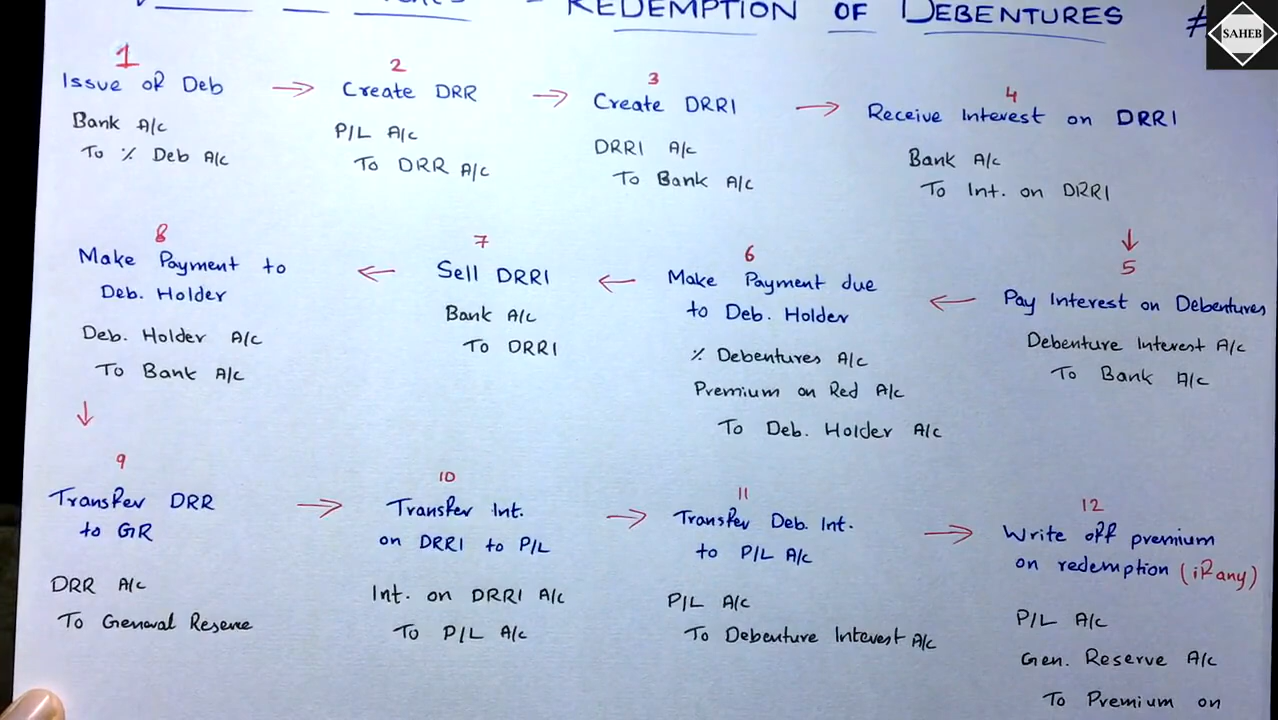 REDEMPTION OF DEBENTURES #
SAHEB
1
Issue of Deb
Bank A/c
To % Deb A/c
2
Create DRR
P/L A/c
To DRR A/c
3
Create DRRI
DRRI A/c
To Bank A/c
4
Receive Interest on DRRI
Bank A/c
To Int. on DRRI
5
Pay Interest on Debentures
Debenture Interest A/c
To Bank A/c
6
Make Payment due
to Deb. Holder
% Debentures A/c
Premium on Red A/c
To Deb. Holder A/c
7
Sell DRRI
Bank A/c
To DRRI
8
Make Payment to
Deb. Holder
Deb. Holder A/c
To Bank A/c
9
Transfer DRR
to GR
DRR A/c
To General Reserve
10
Transfer Int.
on DRRI to P/L
Int. on DRRI A/c
To P/L A/c
11
Transfer Deb. Int.
to P/L A/c
P/L A/c
To Debenture Interest A/c
12
Write off premium
on redemption (if any)
P/L A/c
Gen. Reserve A/c
To Premium on